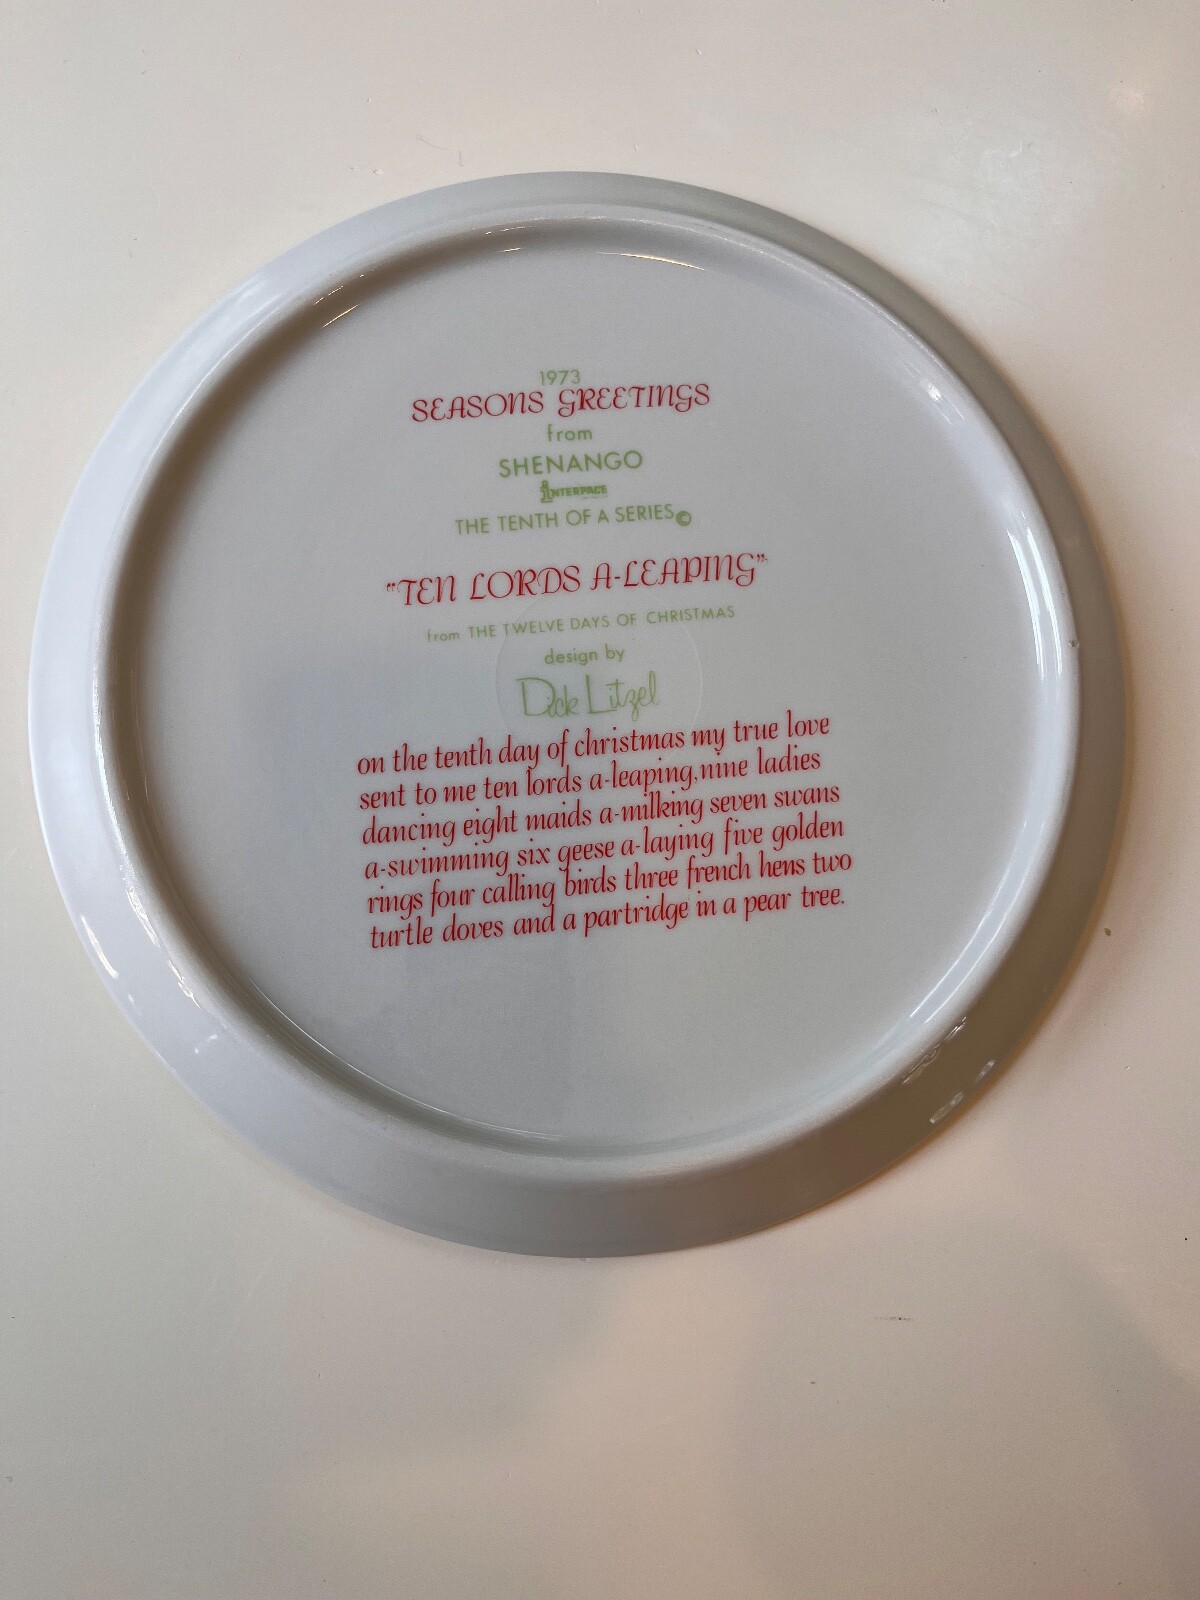 1973
SEASONS GREETINGS
from
SHENANGO
INTERPACE
THE TENTH OF A SERIES©
"TEN LORDS A-LEAPING"
from THE TWELVE DAYS OF CHRISTMAS
design by
Dick Litzel
on the tenth day of christmas my true love
sent to me ten lords a-leaping, nine ladies
dancing eight maids a-milking seven swans
a-swimming six geese a-laying five golden
rings four calling birds three french hens two
turtle doves and a partridge in a pear tree.